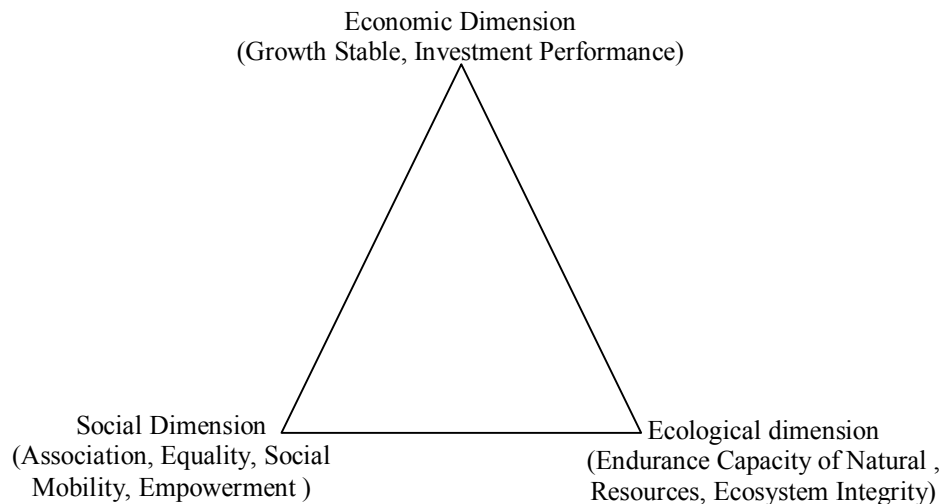 Economic Dimension
(Growth Stable, Investment Performance)
Social Dimension
(Association, Equality, Social
Mobility, Empowerment )
Ecological dimension
(Endurance Capacity of Natural ,
Resources, Ecosystem Integrity)